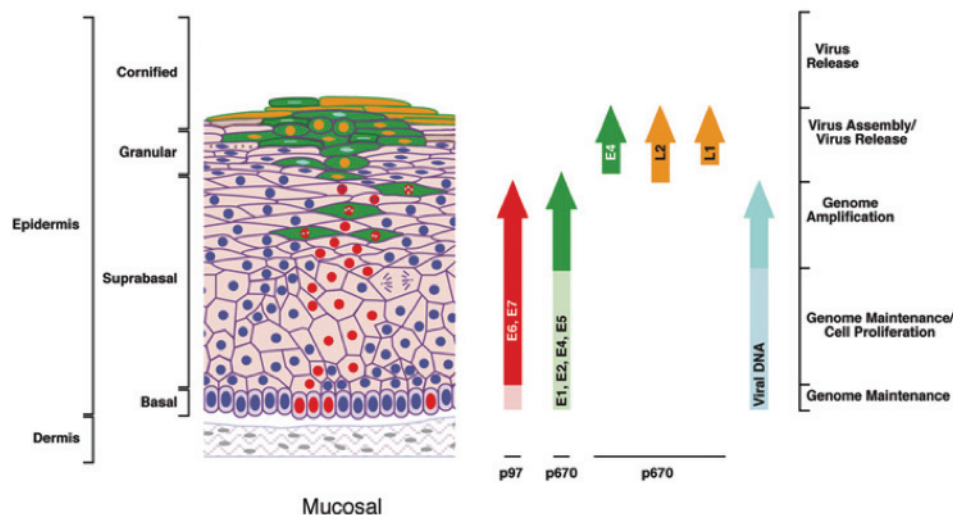 Epidermis
Dermis
Cornified
Granular
Suprabasal
Basal
Mucosal
E6, E7
E1, E2, E4, E5
E4
L2
L1
Viral DNA
p97
p670
p670
Virus
Release
Virus Assembly/
Virus Release
Genome
Amplification
Genome Maintenance/
Cell Proliferation
Genome Maintenance